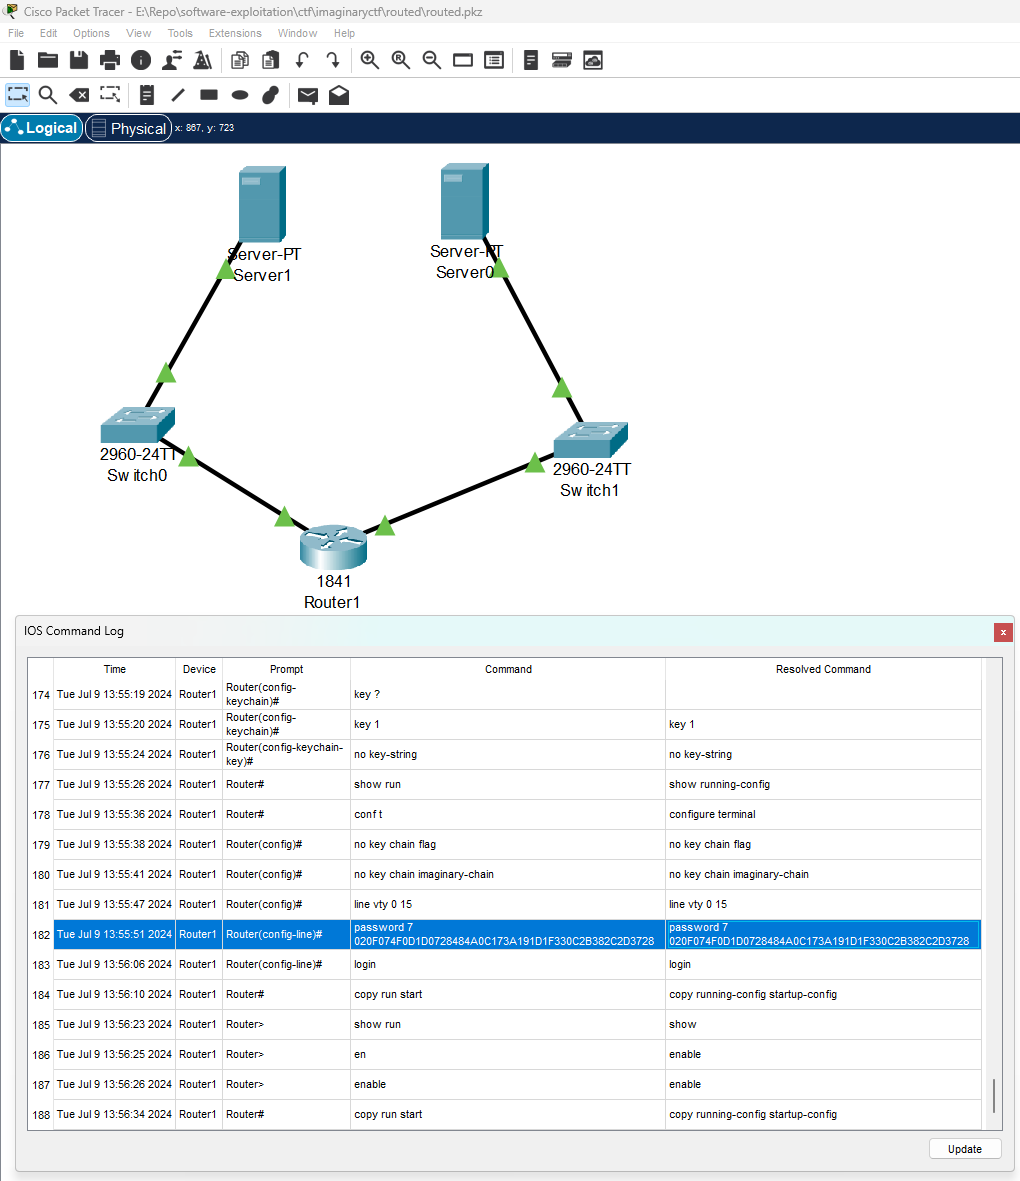 Cisco Packet Tracer - E:\Repo\software-exploitation\ctf\imaginaryctf\routed\routed.pkz
File Edit Options View Tools Extensions Window Help
Logical Physical x: 867, y: 723
Server-PT
Server1
Server-PT
Server0
2960-24TT
Switch0
2960-24TT
Switch1
1841
Router1
IOS Command Log
Time Device Prompt Command Resolved Command
174 Tue Jul 9 13:55:19 2024 Router1 Router(config-keychain)# key ?
175 Tue Jul 9 13:55:20 2024 Router1 Router(config-keychain)# key 1 key 1
176 Tue Jul 9 13:55:24 2024 Router1 Router(config-keychain-key)# no key-string no key-string
177 Tue Jul 9 13:55:26 2024 Router1 Router# show run show running-config
178 Tue Jul 9 13:55:36 2024 Router1 Router# conf t configure terminal
179 Tue Jul 9 13:55:38 2024 Router1 Router(config)# no key chain flag no key chain flag
180 Tue Jul 9 13:55:41 2024 Router1 Router(config)# no key chain imaginary-chain no key chain imaginary-chain
181 Tue Jul 9 13:55:47 2024 Router1 Router(config)# line vty 0 15 line vty 0 15
182 Tue Jul 9 13:55:51 2024 Router1 Router(config-line)# password 7 020F074F0D1D0728484A0C173A191D1F330C2B382C2D3728 password 7 020F074F0D1D0728484A0C173A191D1F330C2B382C2D3728
183 Tue Jul 9 13:56:06 2024 Router1 Router(config-line)# login login
184 Tue Jul 9 13:56:10 2024 Router1 Router# copy run start copy running-config startup-config
185 Tue Jul 9 13:56:23 2024 Router1 Router> show run show
186 Tue Jul 9 13:56:25 2024 Router1 Router> en enable
187 Tue Jul 9 13:56:26 2024 Router1 Router> enable enable
188 Tue Jul 9 13:56:34 2024 Router1 Router# copy run start copy running-config startup-config
Update